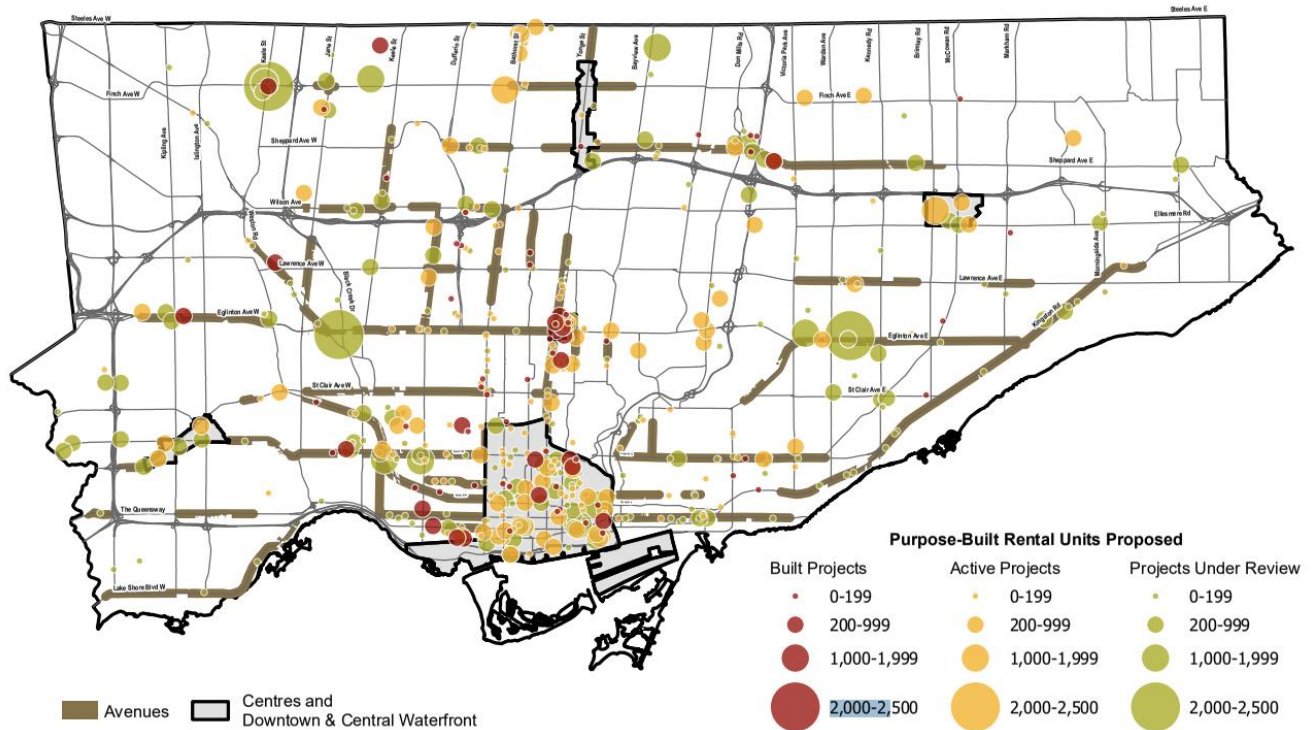 Steeles Ave W
Steeles Ave E
Keele St
Jane St
Keele St
Dufferin St
Bathurst St
Yonge St
Bayview Ave
Don Mills Rd
Victoria Park Ave
Warden Ave
Kennedy Rd
Brimley Rd
McCowan Rd
Markham Rd
Finch Ave W
Finch Ave E
Kipling Ave
Islington Ave
Sheppard Ave W
Sheppard Ave E
Wilson Ave
Weston Rd
Ellesmere Rd
Morningside Ave
Lawrence Ave W
Black Creek Dr
Lawrence Ave E
Eglinton Ave W
Kingston Rd
Eglinton Ave E
St Clair Ave W
St Clair Ave E
The Queensway
Lake Shore Blvd W
Purpose-Built Rental Units Proposed
Built Projects
0-199
200-999
1,000-1,999
2,000-2,500
Active Projects
0-199
200-999
1,000-1,999
2,000-2,500
Projects Under Review
0-199
200-999
1,000-1,999
2,000-2,500
Avenues
Centres and
Downtown & Central Waterfront